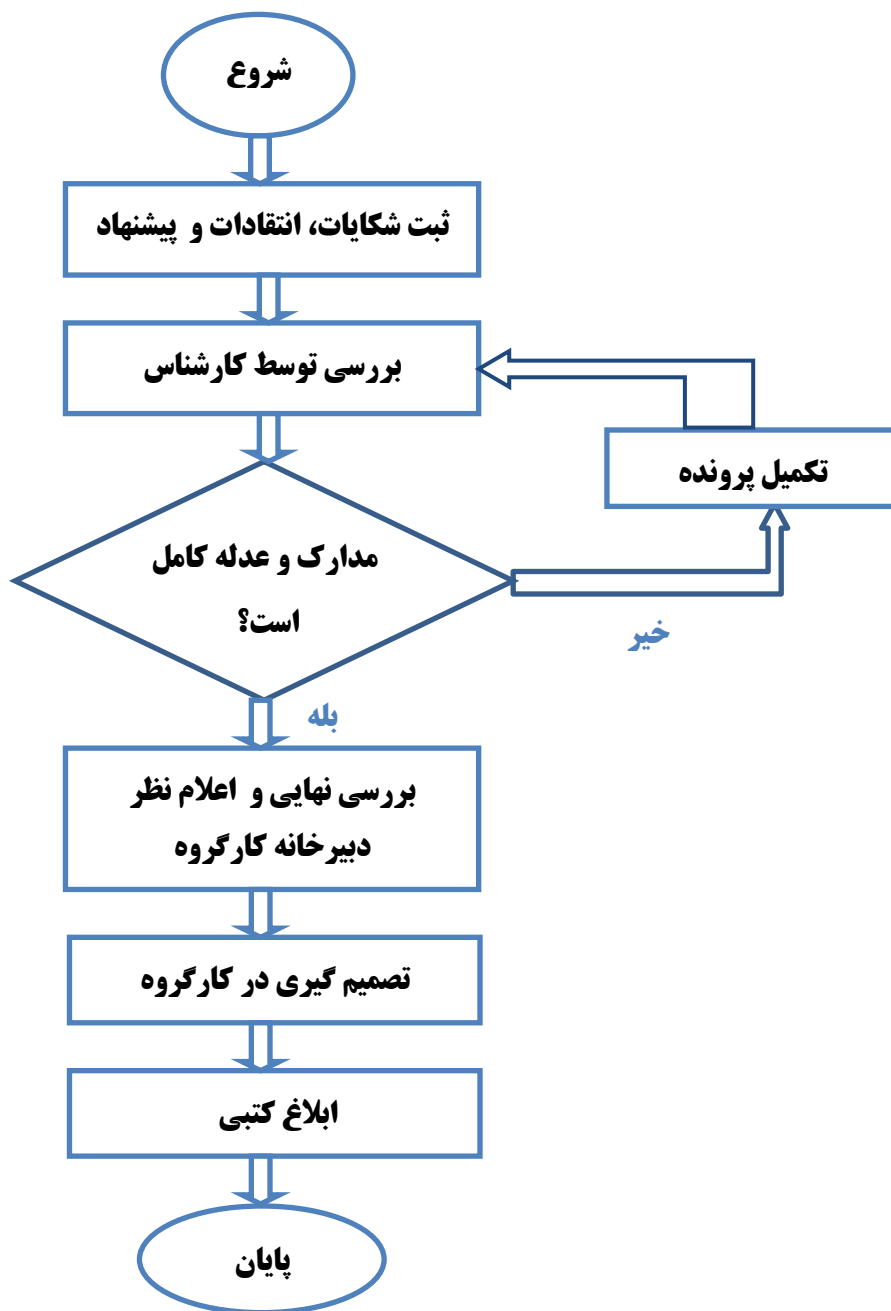 شروع
ثبت شکایات، انتقادات و پیشنهاد
بررسی توسط کارشناس
تکمیل پرونده
مدارک و عدله کامل
است؟
خیر
بله
بررسی نهایی و اعلام نظر
دبیرخانه کارگروه
تصمیم گیری در کارگروه
ابلاغ کتبی
پایان